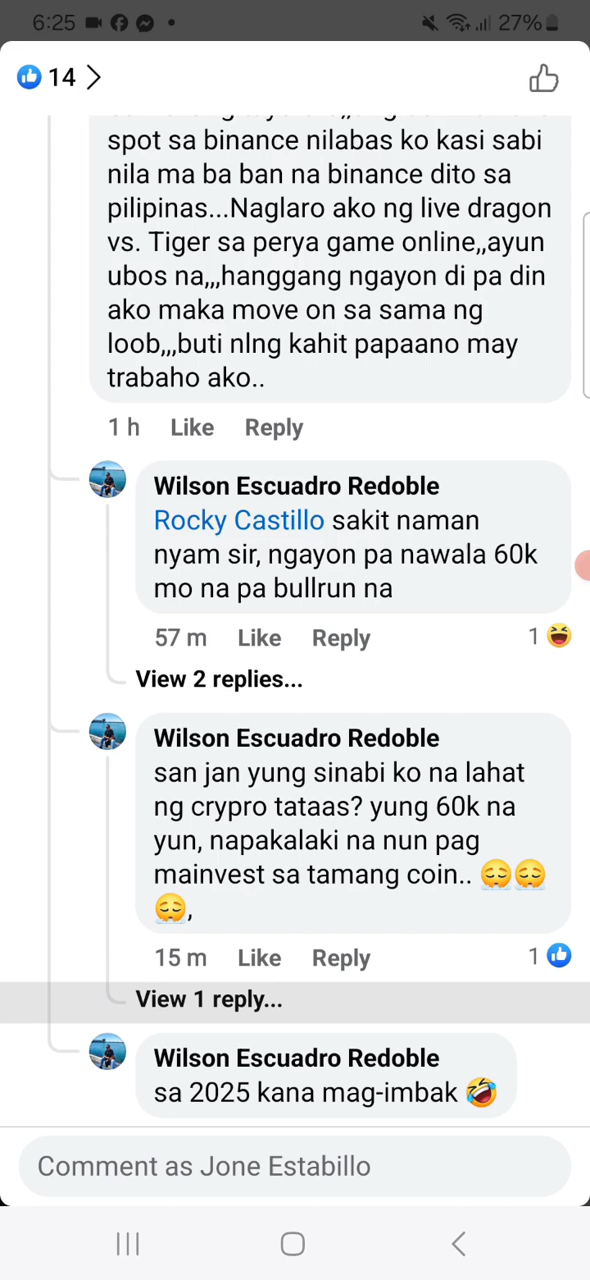 6:25
27%
14
spot sa binance nilabas ko kasi sabi
nila ma ba ban na binance dito sa
pilipinas...Naglaro ako ng live dragon
vs. Tiger sa perya game online,,ayun
ubos na,,,hanggang ngayon di pa din
ako maka move on sa sama ng
loob,,,buti nlng kahit papaano may
trabaho ako..
1 h Like Reply
Wilson Escuadro Redoble
Rocky Castillo sakit naman
nyam sir, ngayon pa nawala 60k
mo na pa bullrun na
57 m Like Reply 1
View 2 replies...
Wilson Escuadro Redoble
san jan yung sinabi ko na lahat
ng crypro tataas? yung 60k na
yun, napakalaki na nun pag
mainvest sa tamang coin.. 😮‍💨😮‍💨
😮‍💨,
15 m Like Reply 1
View 1 reply...
Wilson Escuadro Redoble
sa 2025 kana mag-imbak 🤣
Comment as Jone Estabillo